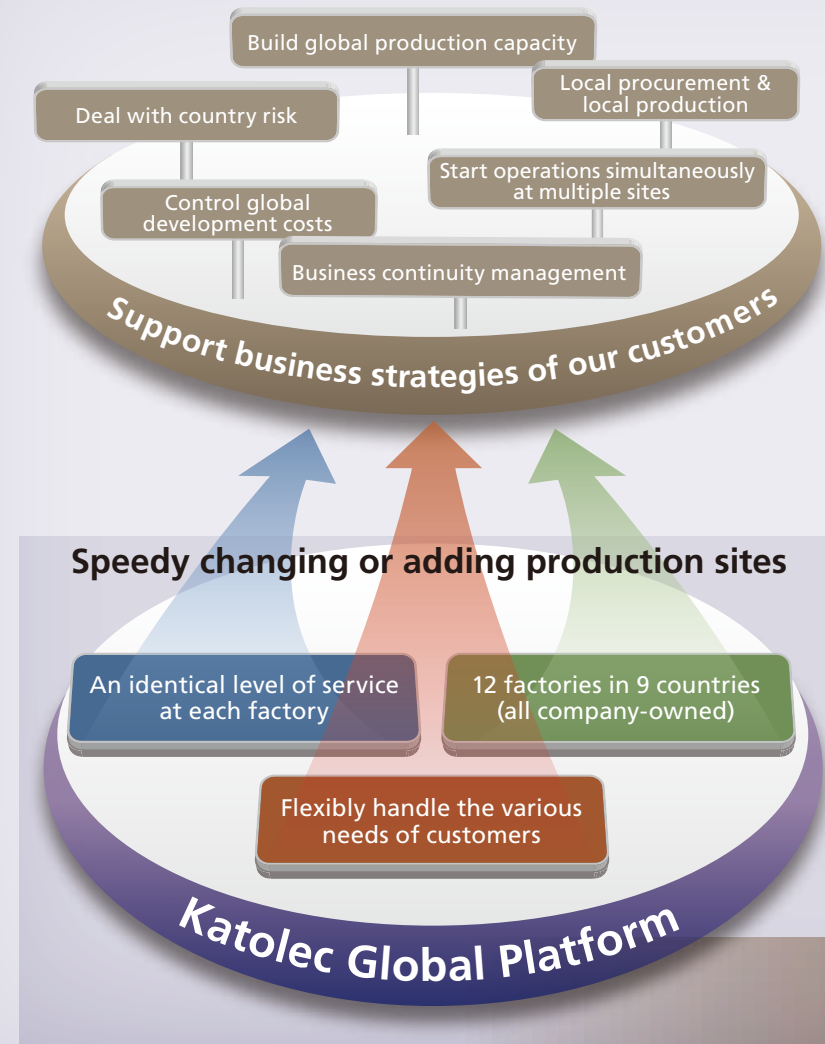 Build global production capacity
Local procurement &
local production
Deal with country risk
Start operations simultaneously
at multiple sites
Control global
development costs
Business continuity management
Support business strategies of our customers
Speedy changing or adding production sites
An identical level of service
at each factory
12 factories in 9 countries
(all company-owned)
Flexibly handle the various
needs of customers
Katolec Global Platform